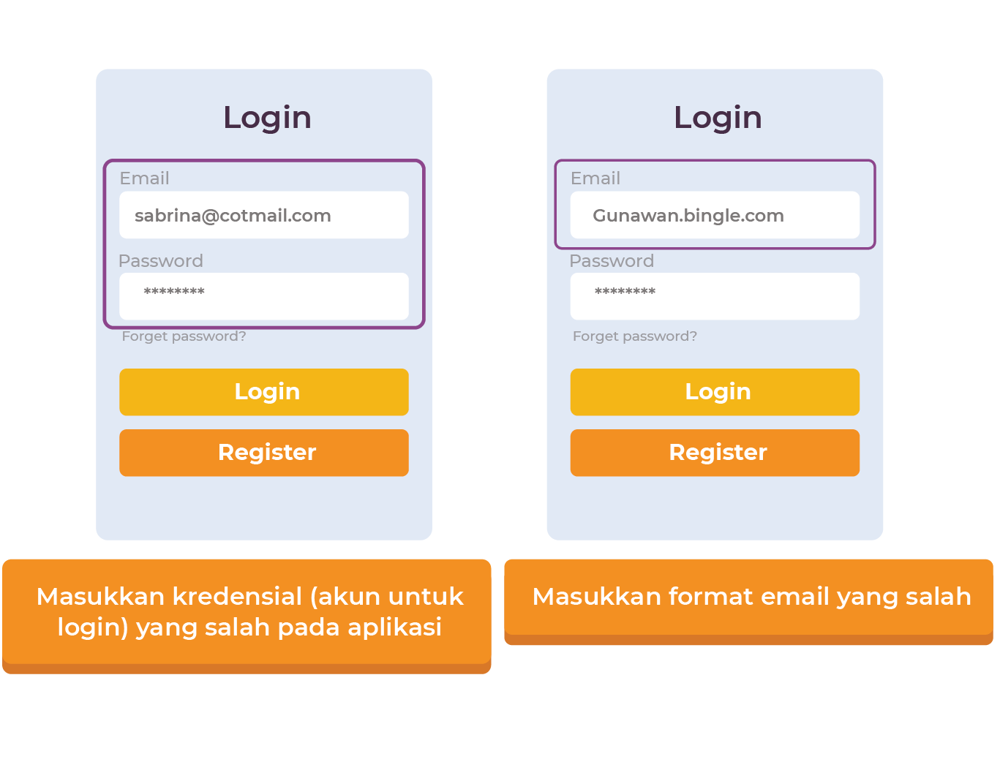 Login
Email
sabrina@cotmail.com
Password
********
Forget password?
Login
Register
Masukkan kredensial (akun untuk
login) yang salah pada aplikasi
Login
Email
Gunawan.bingle.com
Password
********
Forget password?
Login
Register
Masukkan format email yang salah